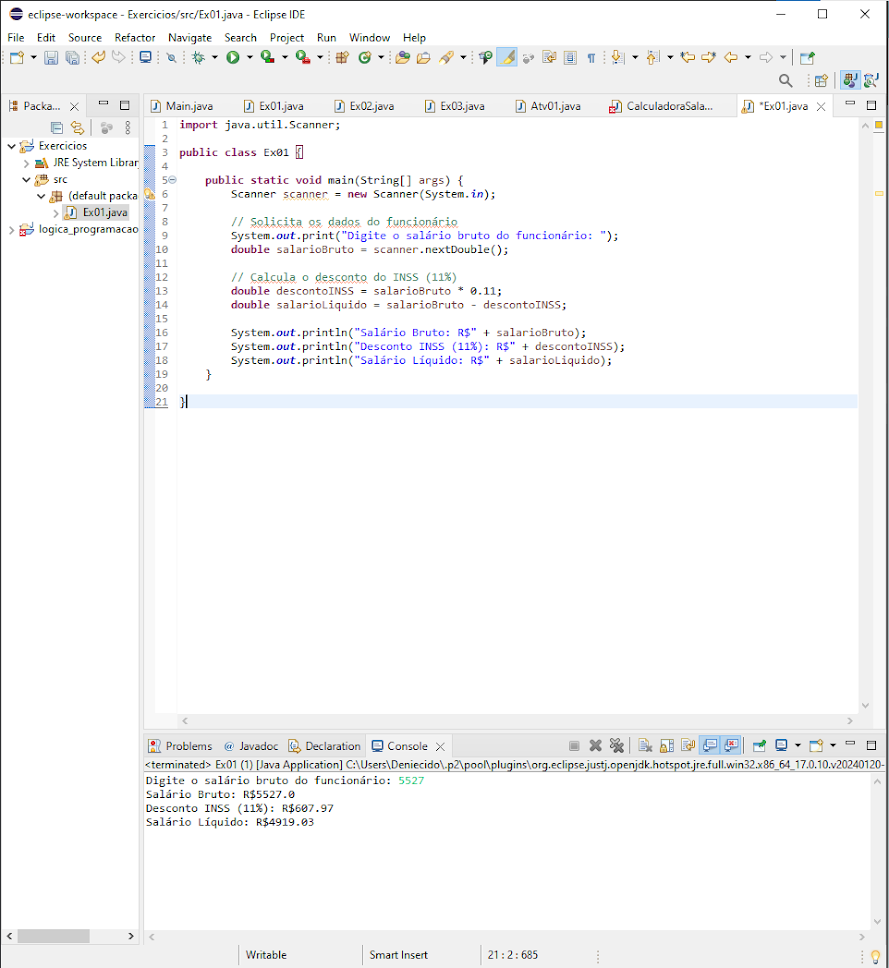 eclipse-workspace - Exercicios/src/Ex01.java - Eclipse IDE
File Edit Source Refactor Navigate Search Project Run Window Help
Packa...
Main.java Ex01.java Ex02.java Ex03.java Atv01.java CalculadoraSala... *Ex01.java
Exercicios
JRE System Librar
src
(default packa
Ex01.java
logica_programacao
1 import java.util.Scanner;
2
3 public class Ex01 {
4
5 public static void main(String[] args) {
6 Scanner scanner = new Scanner(System.in);
7
8 // Solicita os dados do funcionário
9 System.out.print("Digite o salário bruto do funcionário: ");
10 double salarioBruto = scanner.nextDouble();
11
12 // Calcula o desconto do INSS (11%)
13 double descontoINSS = salarioBruto * 0.11;
14 double salarioLiquido = salarioBruto - descontoINSS;
15
16 System.out.println("Salário Bruto: R$" + salarioBruto);
17 System.out.println("Desconto INSS (11%): R$" + descontoINSS);
18 System.out.println("Salário Líquido: R$" + salarioLiquido);
19 }
20
21 }
Problems Javadoc Declaration Console
<terminated> Ex01 (1) [Java Application] C:\Users\Deniecido\.p2\pool\plugins\org.eclipse.justj.openjdk.hotspot.jre.full.win32.x86_64_17.0.10.v20240120-
Digite o salário bruto do funcionário: 5527
Salário Bruto: R$5527.0
Desconto INSS (11%): R$607.97
Salário Líquido: R$4919.03
Writable Smart Insert 21 : 2 : 685